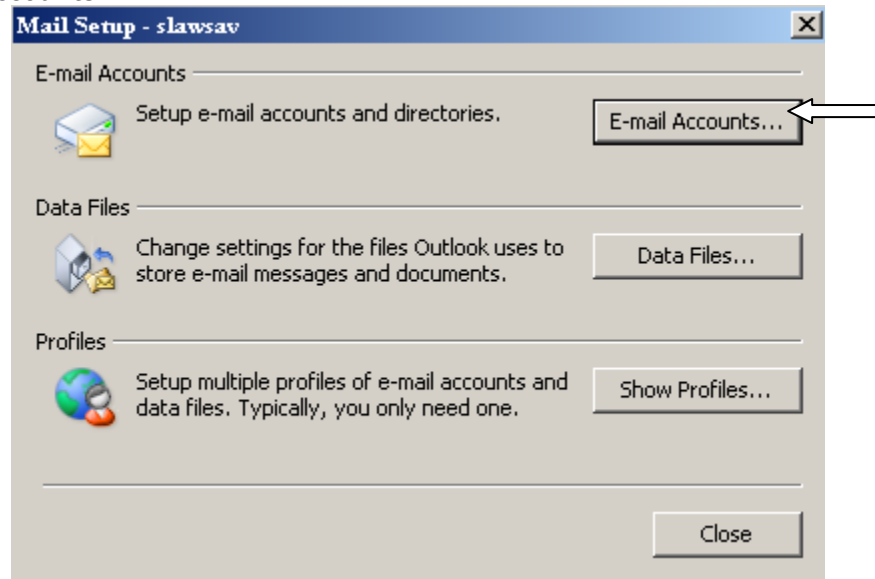 Mail Setup - slawsav
E-mail Accounts
Setup e-mail accounts and directories.
E-mail Accounts...
Data Files
Change settings for the files Outlook uses to
store e-mail messages and documents.
Data Files...
Profiles
Setup multiple profiles of e-mail accounts and
data files. Typically, you only need one.
Show Profiles...
Close